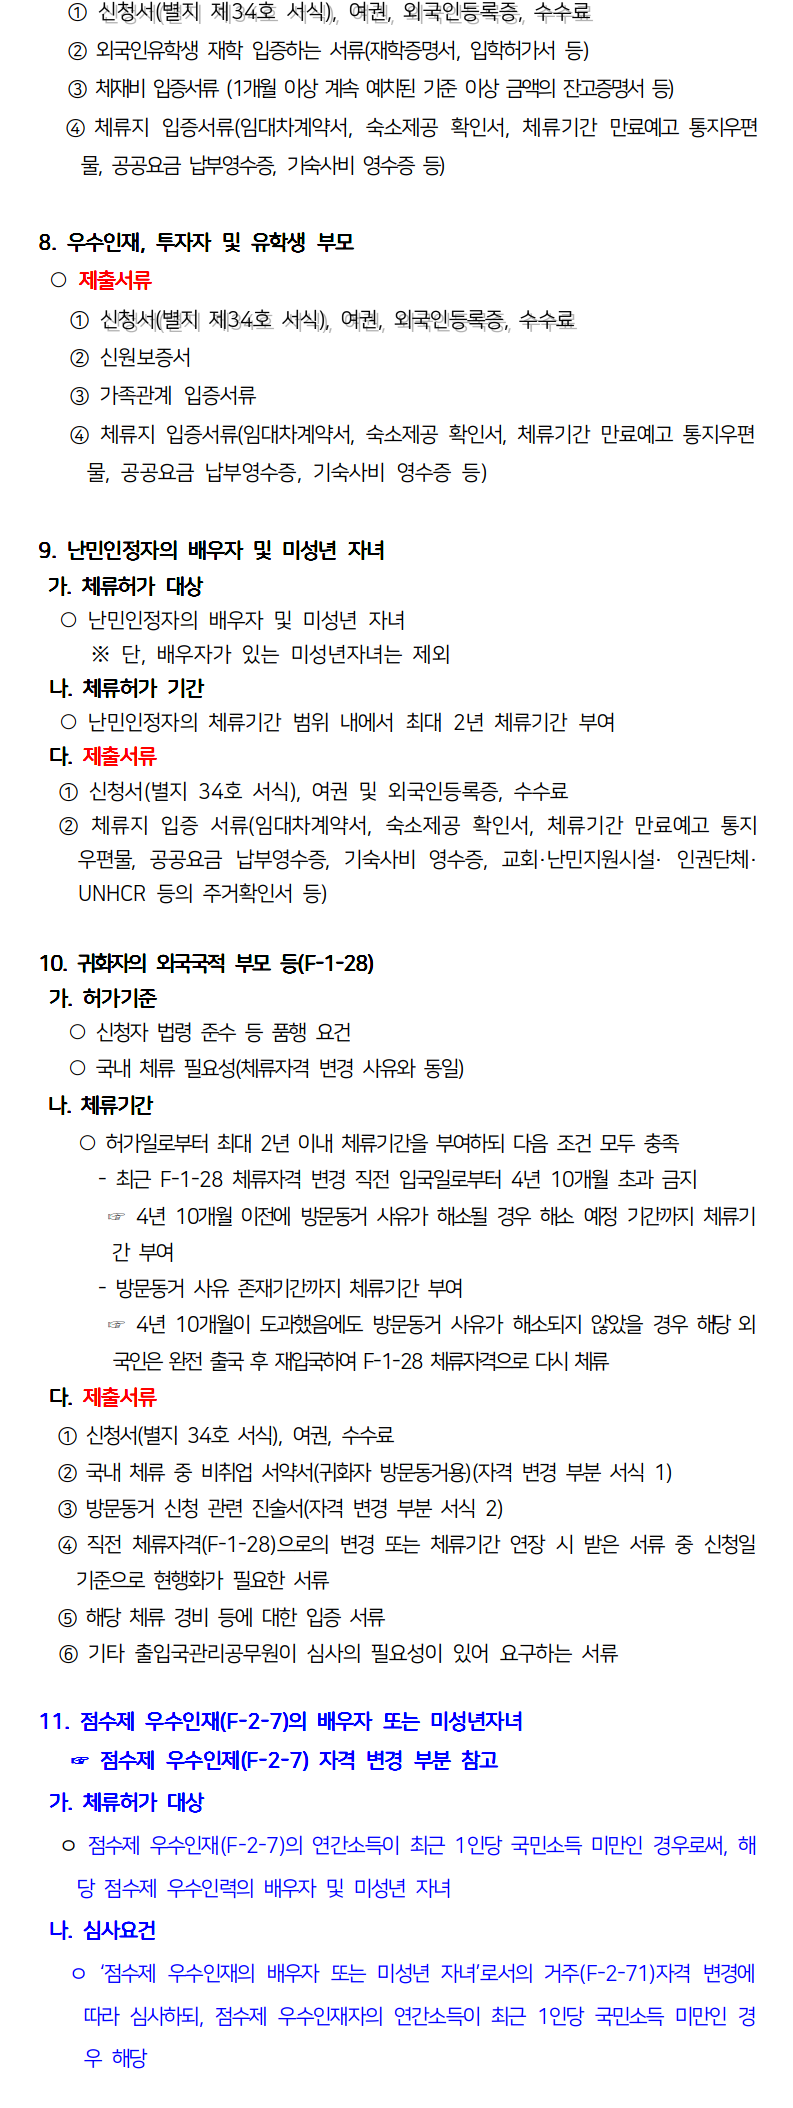 ① 신청서(별지 제34호 서식), 여권, 외국인등록증, 수수료
② 외국인유학생 재학 입증하는 서류(재학증명서, 입학허가서 등)
③ 체재비 입증서류 (1개월 이상 계속 예치된 기준 이상 금액의 잔고증명서 등)
④ 체류지 입증서류(임대차계약서, 숙소제공 확인서, 체류기간 만료예고 통지우편
물, 공공요금 납부영수증, 기숙사비 영수증 등)
8. 우수인재, 투자자 및 유학생 부모
○ 제출서류
① 신청서(별지 제34호 서식), 여권, 외국인등록증, 수수료
② 신원보증서
③ 가족관계 입증서류
④ 체류지 입증서류(임대차계약서, 숙소제공 확인서, 체류기간 만료예고 통지우편
물, 공공요금 납부영수증, 기숙사비 영수증 등)
9. 난민인정자의 배우자 및 미성년 자녀
가. 체류허가 대상
○ 난민인정자의 배우자 및 미성년 자녀
※ 단, 배우자가 있는 미성년자녀는 제외
나. 체류허가 기간
○ 난민인정자의 체류기간 범위 내에서 최대 2년 체류기간 부여
다. 제출서류
① 신청서(별지 34호 서식), 여권 및 외국인등록증, 수수료
② 체류지 입증 서류(임대차계약서, 숙소제공 확인서, 체류기간 만료예고 통지
우편물, 공공요금 납부영수증, 기숙사비 영수증, 교회·난민지원시설· 인권단체·
UNHCR 등의 주거확인서 등)
10. 귀화자의 외국국적 부모 등(F-1-28)
가. 허가기준
○ 신청자 법령 준수 등 품행 요건
○ 국내 체류 필요성(체류자격 변경 사유와 동일)
나. 체류기간
○ 허가일로부터 최대 2년 이내 체류기간을 부여하되 다음 조건 모두 충족
- 최근 F-1-28 체류자격 변경 직전 입국일로부터 4년 10개월 초과 금지
☞ 4년 10개월 이전에 방문동거 사유가 해소될 경우 해소 예정 기간까지 체류기
간 부여
- 방문동거 사유 존재기간까지 체류기간 부여
☞ 4년 10개월이 도과했음에도 방문동거 사유가 해소되지 않았을 경우 해당 외
국인은 완전 출국 후 재입국하여 F-1-28 체류자격으로 다시 체류
다. 제출서류
① 신청서(별지 34호 서식), 여권, 수수료
② 국내 체류 중 비취업 서약서(귀화자 방문동거용)(자격 변경 부분 서식 1)
③ 방문동거 신청 관련 진술서(자격 변경 부분 서식 2)
④ 직전 체류자격(F-1-28)으로의 변경 또는 체류기간 연장 시 받은 서류 중 신청일
기준으로 현행화가 필요한 서류
⑤ 해당 체류 경비 등에 대한 입증 서류
⑥ 기타 출입국관리공무원이 심사의 필요성이 있어 요구하는 서류
11. 점수제 우수인재(F-2-7)의 배우자 또는 미성년자녀
☞ 점수제 우수인제(F-2-7) 자격 변경 부분 참고
가. 체류허가 대상
ㅇ 점수제 우수인재(F-2-7)의 연간소득이 최근 1인당 국민소득 미만인 경우로써, 해
당 점수제 우수인력의 배우자 및 미성년 자녀
나. 심사요건
ㅇ ‘점수제 우수인재의 배우자 또는 미성년 자녀’로서의 거주(F-2-71)자격 변경에
따라 심사하되, 점수제 우수인재자의 연간소득이 최근 1인당 국민소득 미만인 경
우 해당